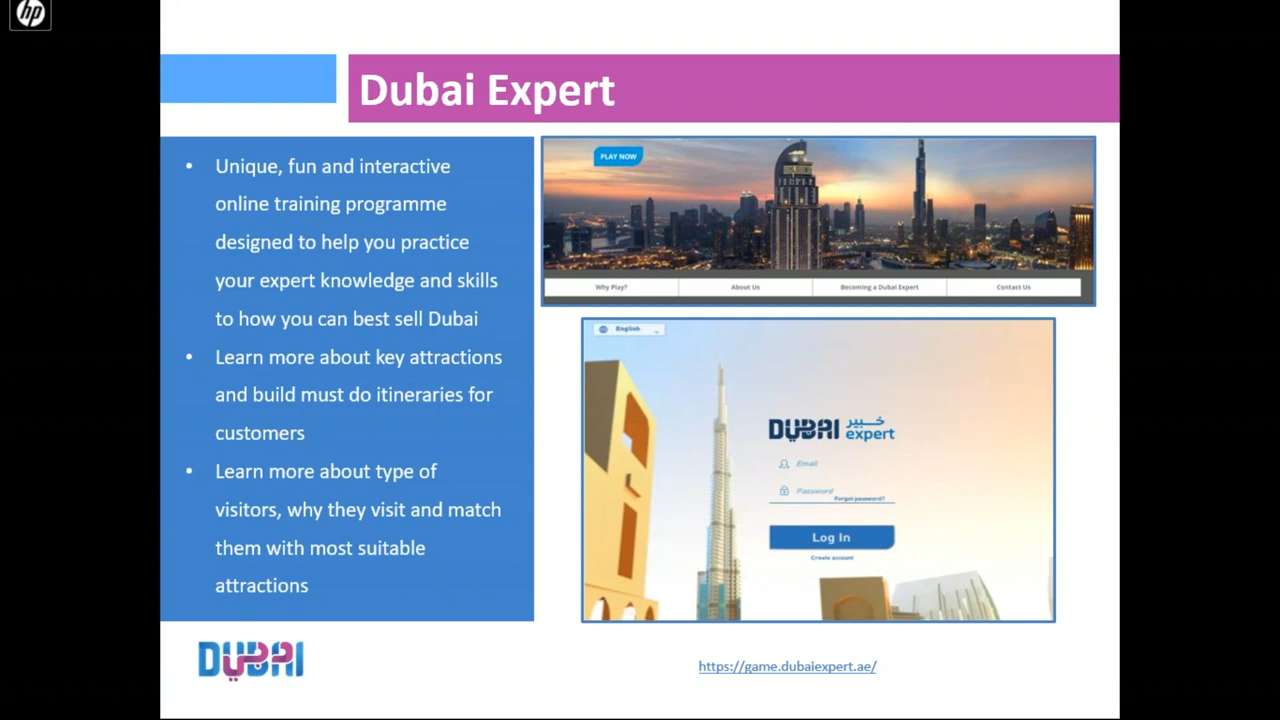 hp
Dubai Expert
• Unique, fun and interactive
online training programme
designed to help you practice
your expert knowledge and skills
to how you can best sell Dubai
• Learn more about key attractions
and build must do itineraries for
customers
• Learn more about type of
visitors, why they visit and match
them with most suitable
attractions
PLAY NOW
Why Play?
About Us
Becoming a Dubai Expert
Contact Us
English
DUBAI خبير
expert
Email
Password
Forgot password?
Log In
Create account
DUBAI
https://game.dubaiexpert.ae/